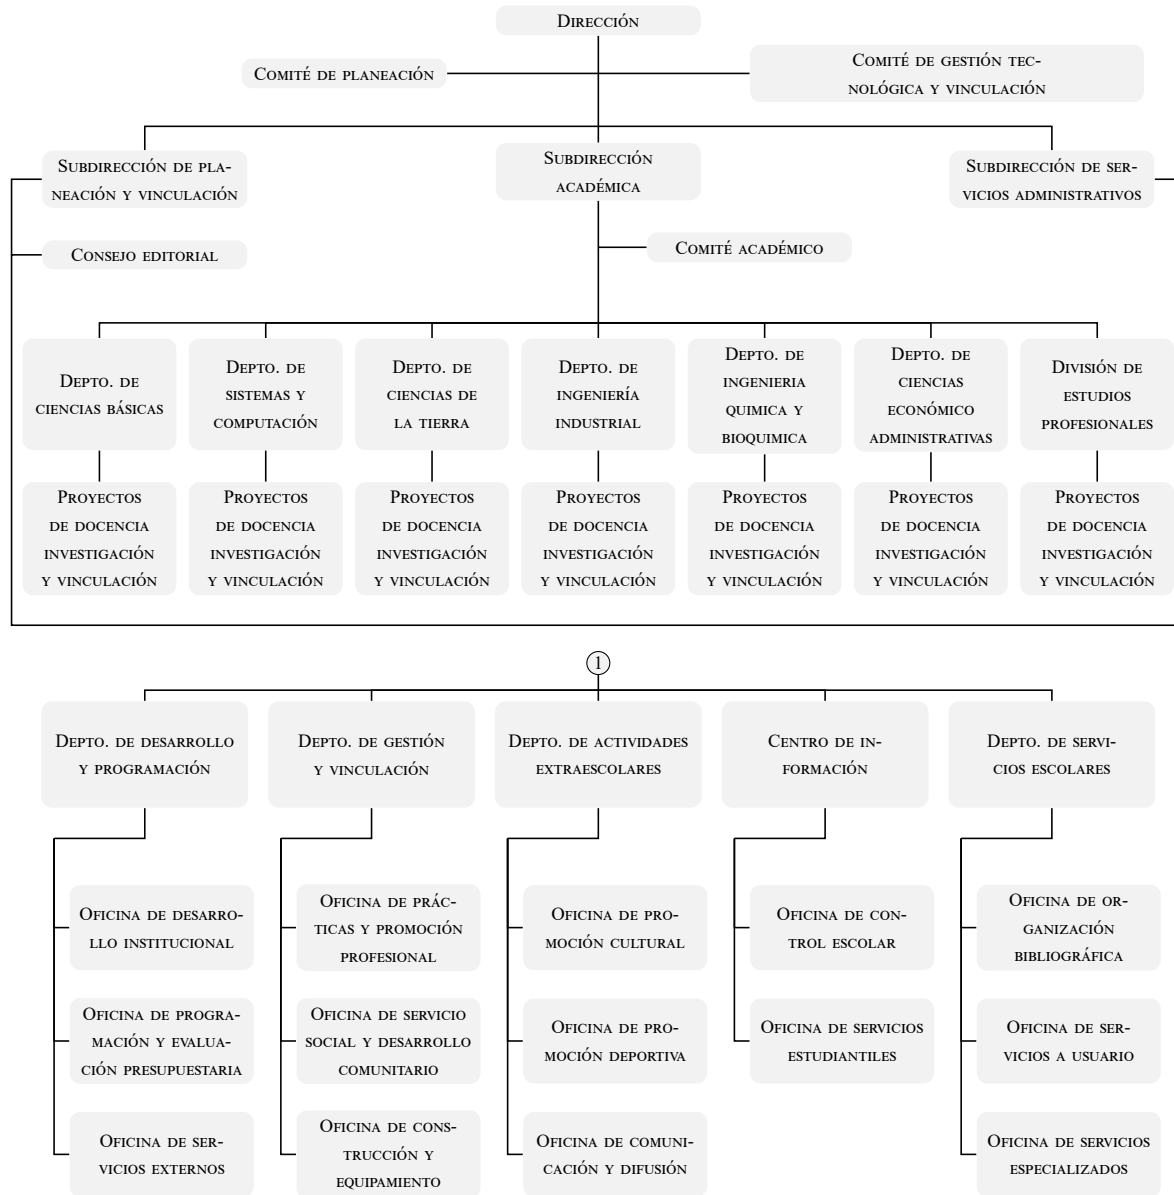 Dirección
Comité de planeación
Comité de gestión tec-
nológica y vinculación
Subdirección de pla-
neación y vinculación
Subdirección
académica
Subdirección de ser-
vicios administrativos
Consejo editorial
Comité académico
Depto. de
ciencias básicas
Depto. de
sistemas y
computación
Depto. de
ciencias de
la tierra
Depto. de
ingeniería
industrial
Depto. de
ingenieria
quimica y
bioquimica
Depto. de
ciencias
económico
administrativas
División de
estudios
profesionales
Proyectos
de docencia
investigación
y vinculación
Proyectos
de docencia
investigación
y vinculación
Proyectos
de docencia
investigación
y vinculación
Proyectos
de docencia
investigación
y vinculación
Proyectos
de docencia
investigación
y vinculación
Proyectos
de docencia
investigación
y vinculación
Proyectos
de docencia
investigación
y vinculación
1
Depto. de desarrollo
y programación
Depto. de gestión
y vinculación
Depto. de actividades
extraescolares
Centro de in-
formación
Depto. de servi-
cios escolares
Oficina de desarro-
llo institucional
Oficina de prác-
ticas y promoción
profesional
Oficina de pro-
moción cultural
Oficina de con-
trol escolar
Oficina de or-
ganización
bibliográfica
Oficina de progra-
mación y evalua-
ción presupuestaria
Oficina de servicio
social y desarrollo
comunitario
Oficina de pro-
moción deportiva
Oficina de servicios
estudiantiles
Oficina de ser-
vicios a usuario
Oficina de ser-
vicios externos
Oficina de cons-
trucción y
equipamiento
Oficina de comuni-
cación y difusión
Oficina de servicios
especializados